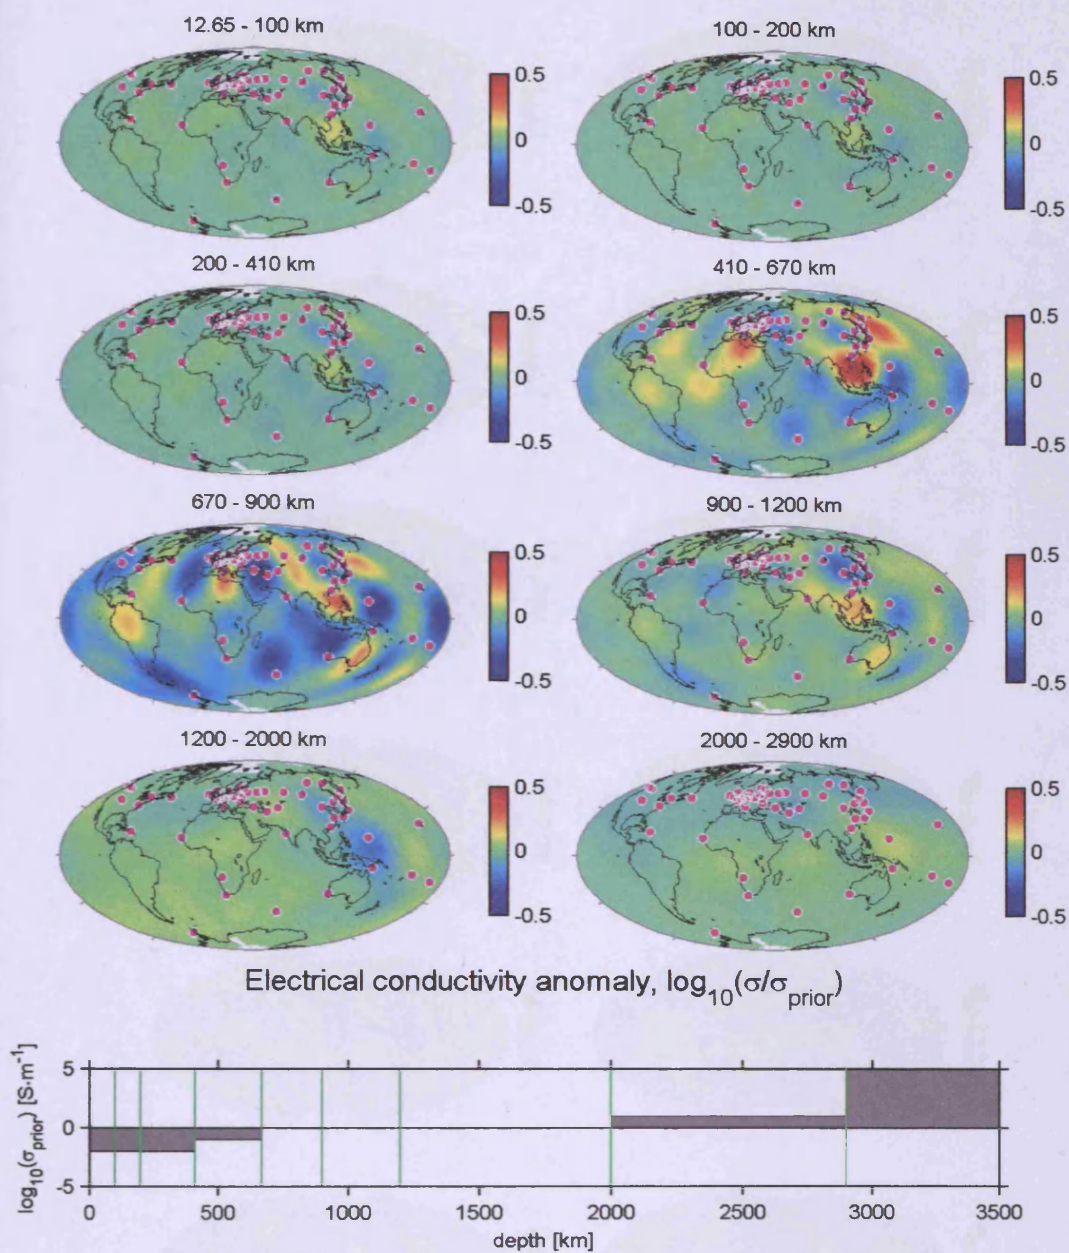 12.65 - 100 km
100 - 200 km
0.5
0
-0.5
0.5
0
-0.5
200 - 410 km
410 - 670 km
0.5
0
-0.5
0.5
0
-0.5
670 - 900 km
900 - 1200 km
0.5
0
-0.5
0.5
0
-0.5
1200 - 2000 km
2000 - 2900 km
0.5
0
-0.5
0.5
0
-0.5
Electrical conductivity anomaly, log10(σ/σprior)
log10(σprior) [S·m-1]
5
0
-5
0 500 1000 1500 2000 2500 3000 3500
depth [km]